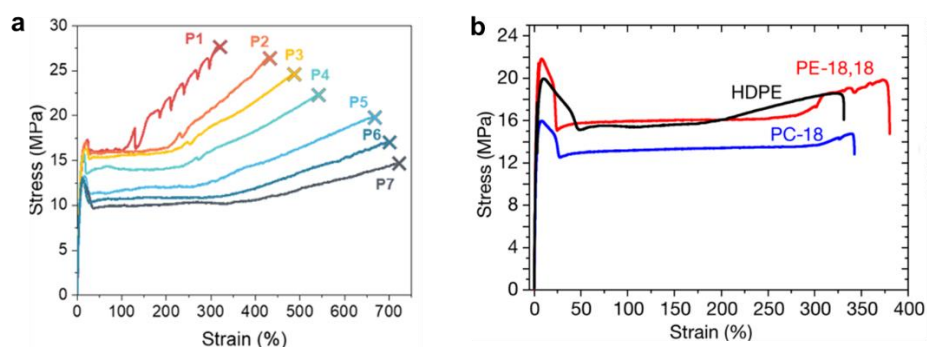 a
Stress (MPa)
30
25
20
15
10
5
0
0 100 200 300 400 500 600 700
Strain (%)
P1
P2
P3
P4
P5
P6
P7
b
Stress (MPa)
24
20
16
12
8
4
0
0 50 100 150 200 250 300 350 400
Strain (%)
PE-18,18
HDPE
PC-18